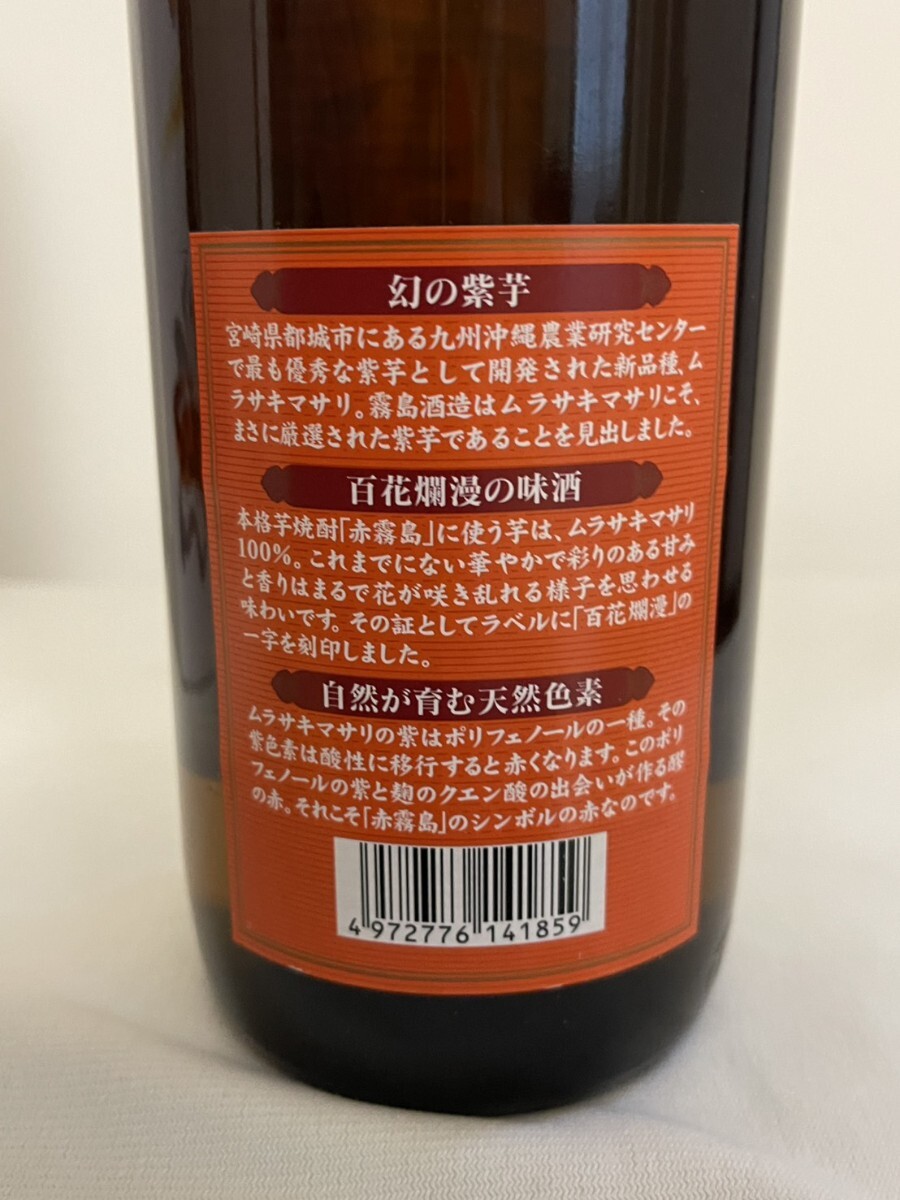 幻の紫芋
宮崎県都城市にある九州沖縄農業研究センター
で最も優秀な紫芋として開発された新品種、ム
ラサキマサリ。霧島酒造はムラサキマサリこそ、
まさに厳選された紫芋であることを見出しました。
百花爛漫の味酒
本格芋焼酎「赤霧島」に使う芋は、ムラサキマサリ
100%。これまでにない華やかで彩りのある甘み
と香りはまるで花が咲き乱れる様子を思わせる
味わいです。その証としてラベルに「百花爛漫」の
一字を刻印しました。
自然が育む天然色素
ムラサキマサリの紫はポリフェノールの一種。その
紫色素は酸性に移行すると赤くなります。このポリ
フェノールの紫と麹のクエン酸の出会いが作る醪
の赤。それこそ「赤霧島」のシンボルの赤なのです。
4 972776 141859